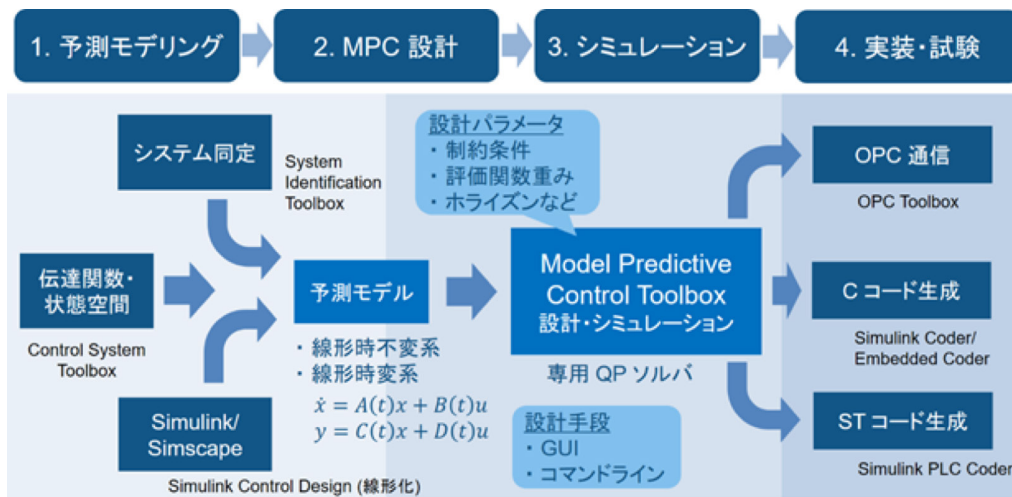 1. 予測モデリング
2. MPC 設計
3. シミュレーション
4. 実装・試験
システム同定
System
Identification
Toolbox
伝達関数・
状態空間
Control System
Toolbox
Simulink/
Simscape
Simulink Control Design (線形化)
予測モデル
・線形時不変系
・線形時変系
ẋ = A(t)x + B(t)u
y = C(t)x + D(t)u
設計パラメータ
・制約条件
・評価関数重み
・ホライズンなど
Model Predictive
Control Toolbox
設計・シミュレーション
専用 QP ソルバ
設計手段
・GUI
・コマンドライン
OPC 通信
OPC Toolbox
C コード生成
Simulink Coder/
Embedded Coder
ST コード生成
Simulink PLC Coder